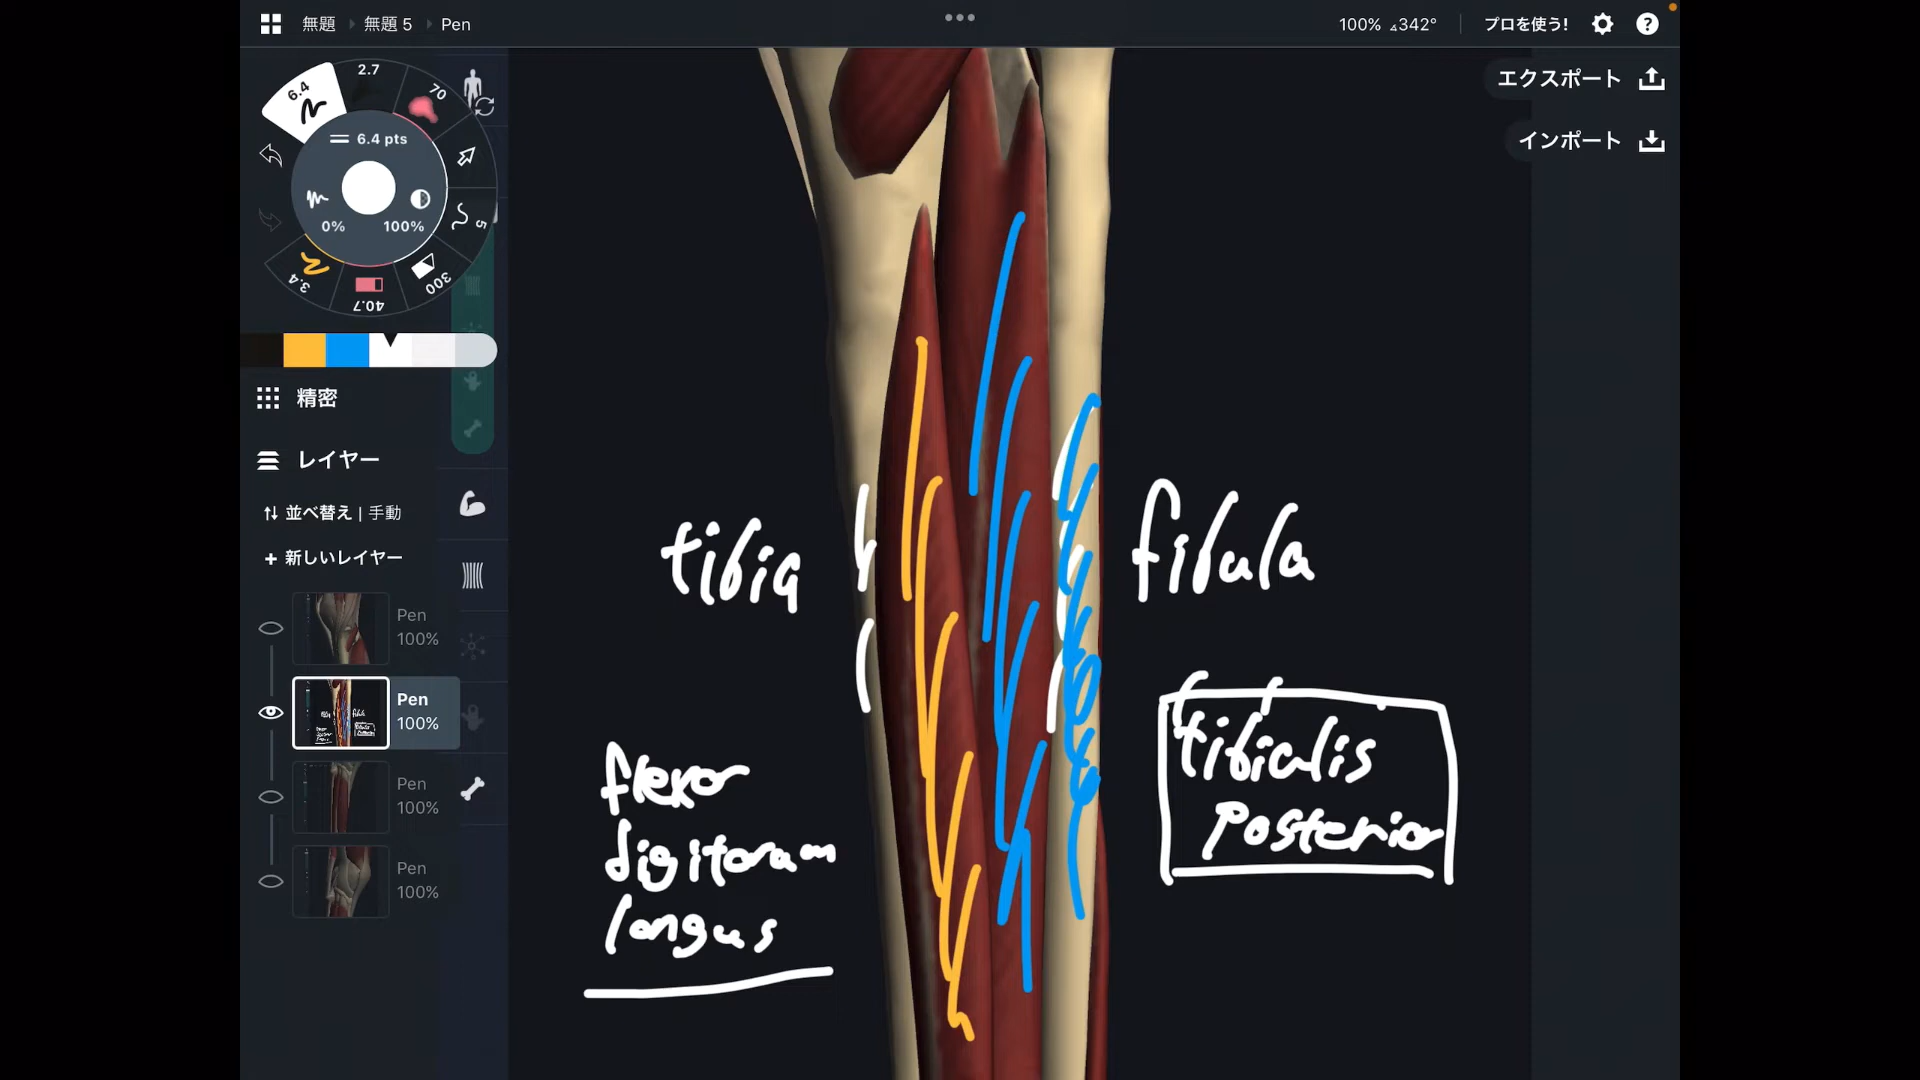 無題 無題 5 Pen
100% 342° プロを使う!
エクスポート
インポート
2.7
6.4
70
6.4 pts
0% 100%
5
3.4
40.7
300
精密
レイヤー
並べ替え | 手動
+ 新しいレイヤー
Pen
100%
Pen
100%
Pen
100%
Pen
100%
tibia
fibula
flexor
digitorum
longus
tibialis
posterior